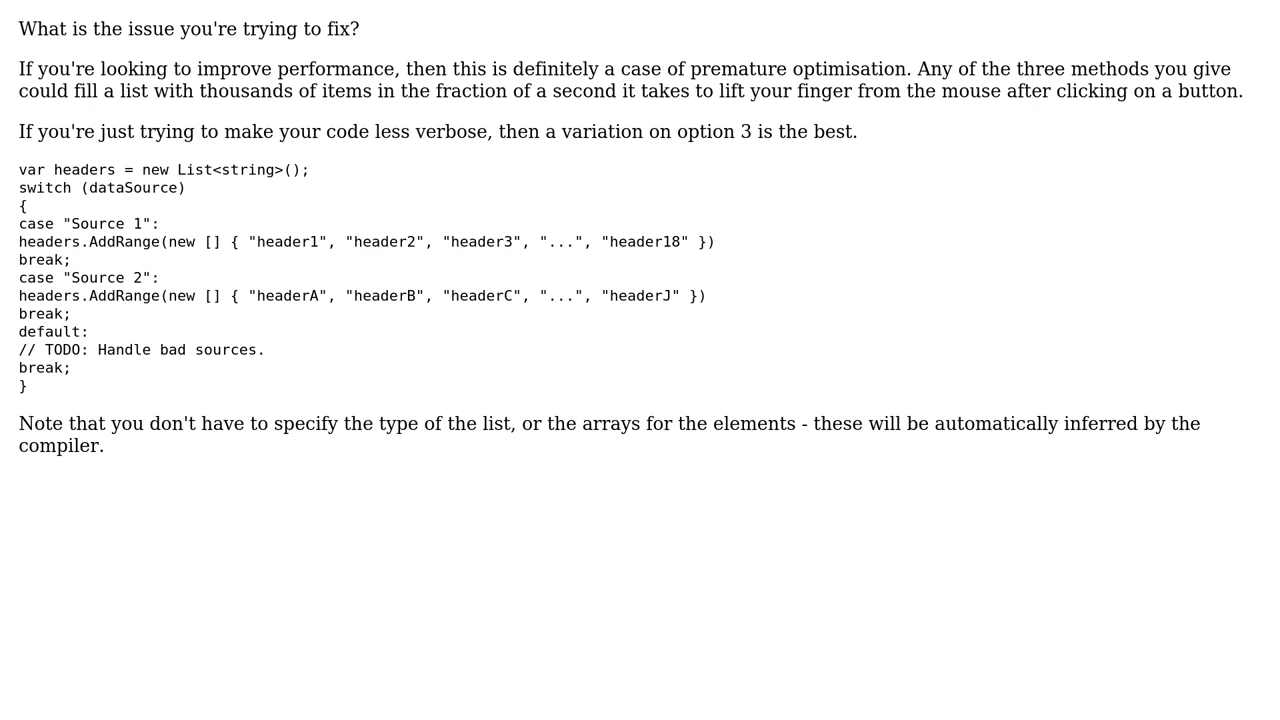 What is the issue you're trying to fix?
If you're looking to improve performance, then this is definitely a case of premature optimisation. Any of the three methods you give
could fill a list with thousands of items in the fraction of a second it takes to lift your finger from the mouse after clicking on a button.
If you're just trying to make your code less verbose, then a variation on option 3 is the best.
var headers = new List<string>();
switch (dataSource)
{
case "Source 1":
headers.AddRange(new [] { "header1", "header2", "header3", "...", "header18" })
break;
case "Source 2":
headers.AddRange(new [] { "headerA", "headerB", "headerC", "...", "headerJ" })
break;
default:
// TODO: Handle bad sources.
break;
}
Note that you don't have to specify the type of the list, or the arrays for the elements - these will be automatically inferred by the
compiler.